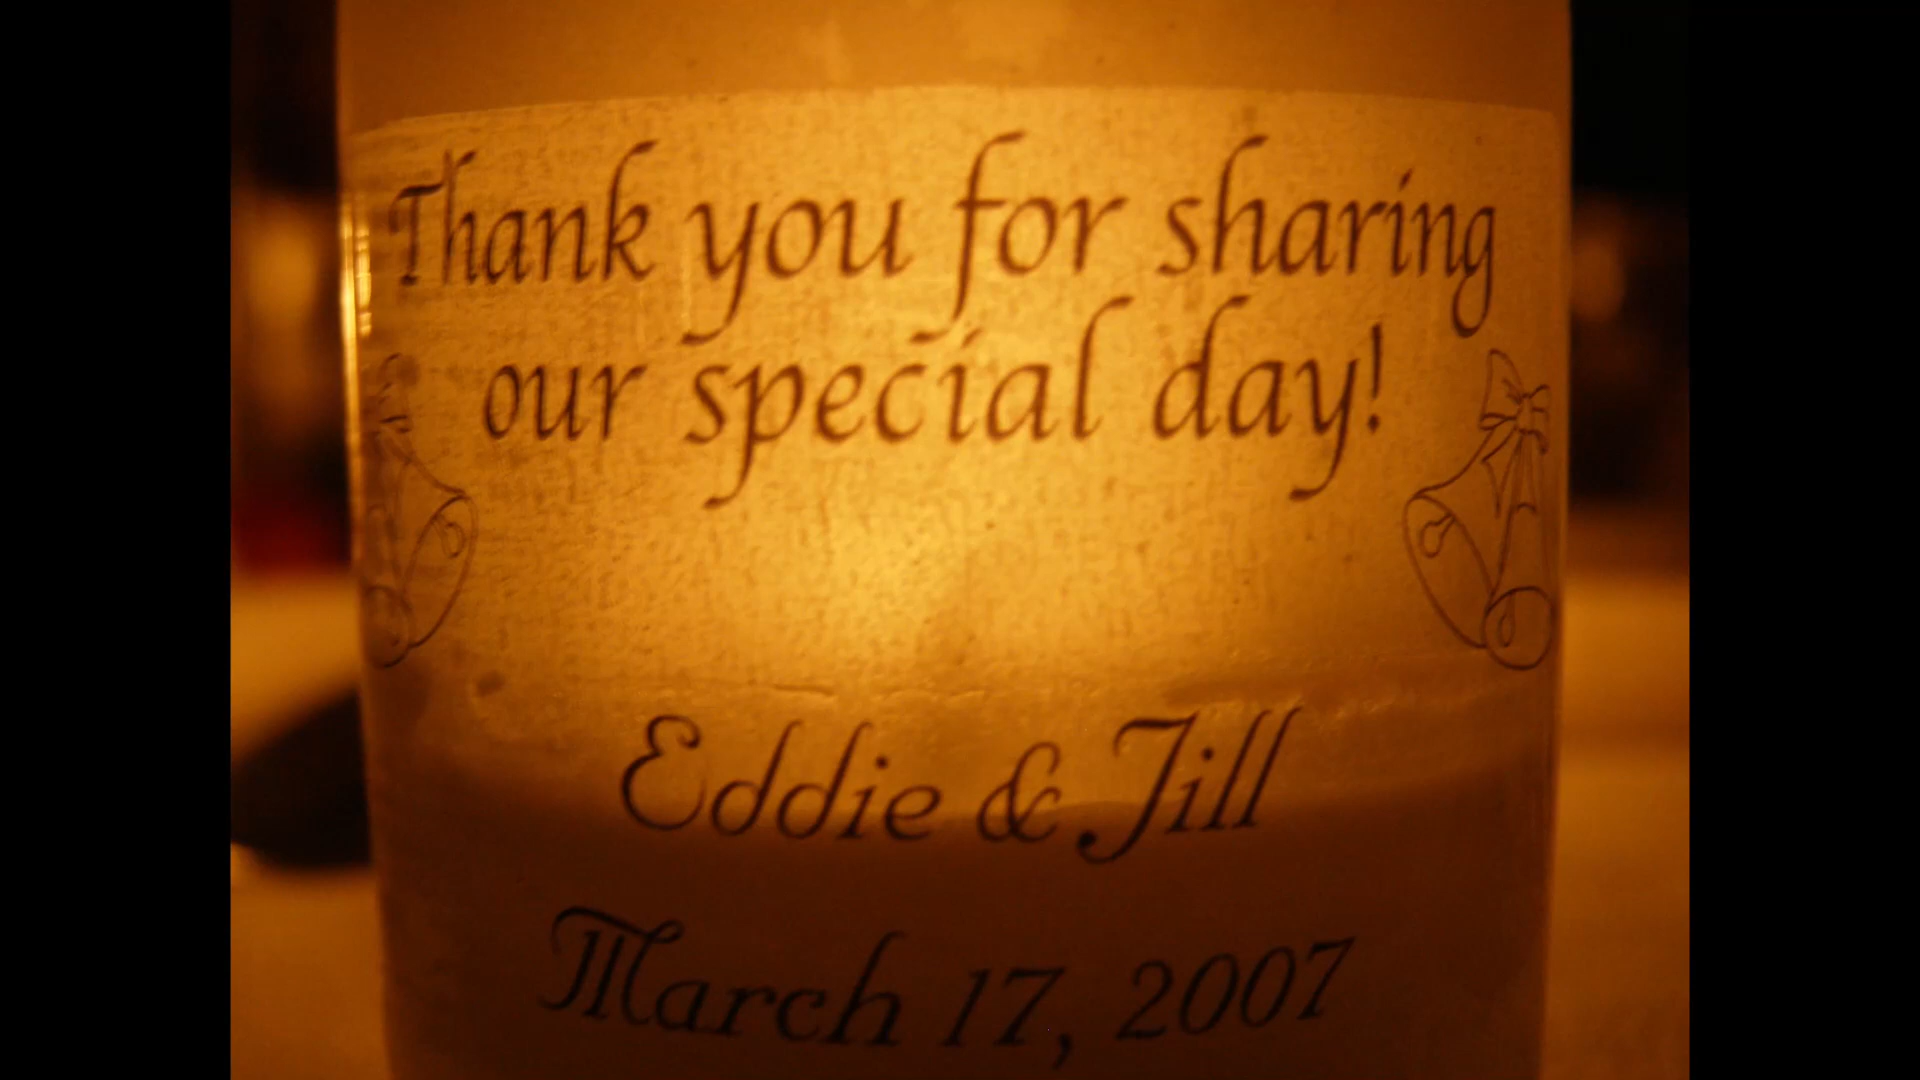 Thank you for sharing
our special day!
Eddie & Jill
March 17, 2007